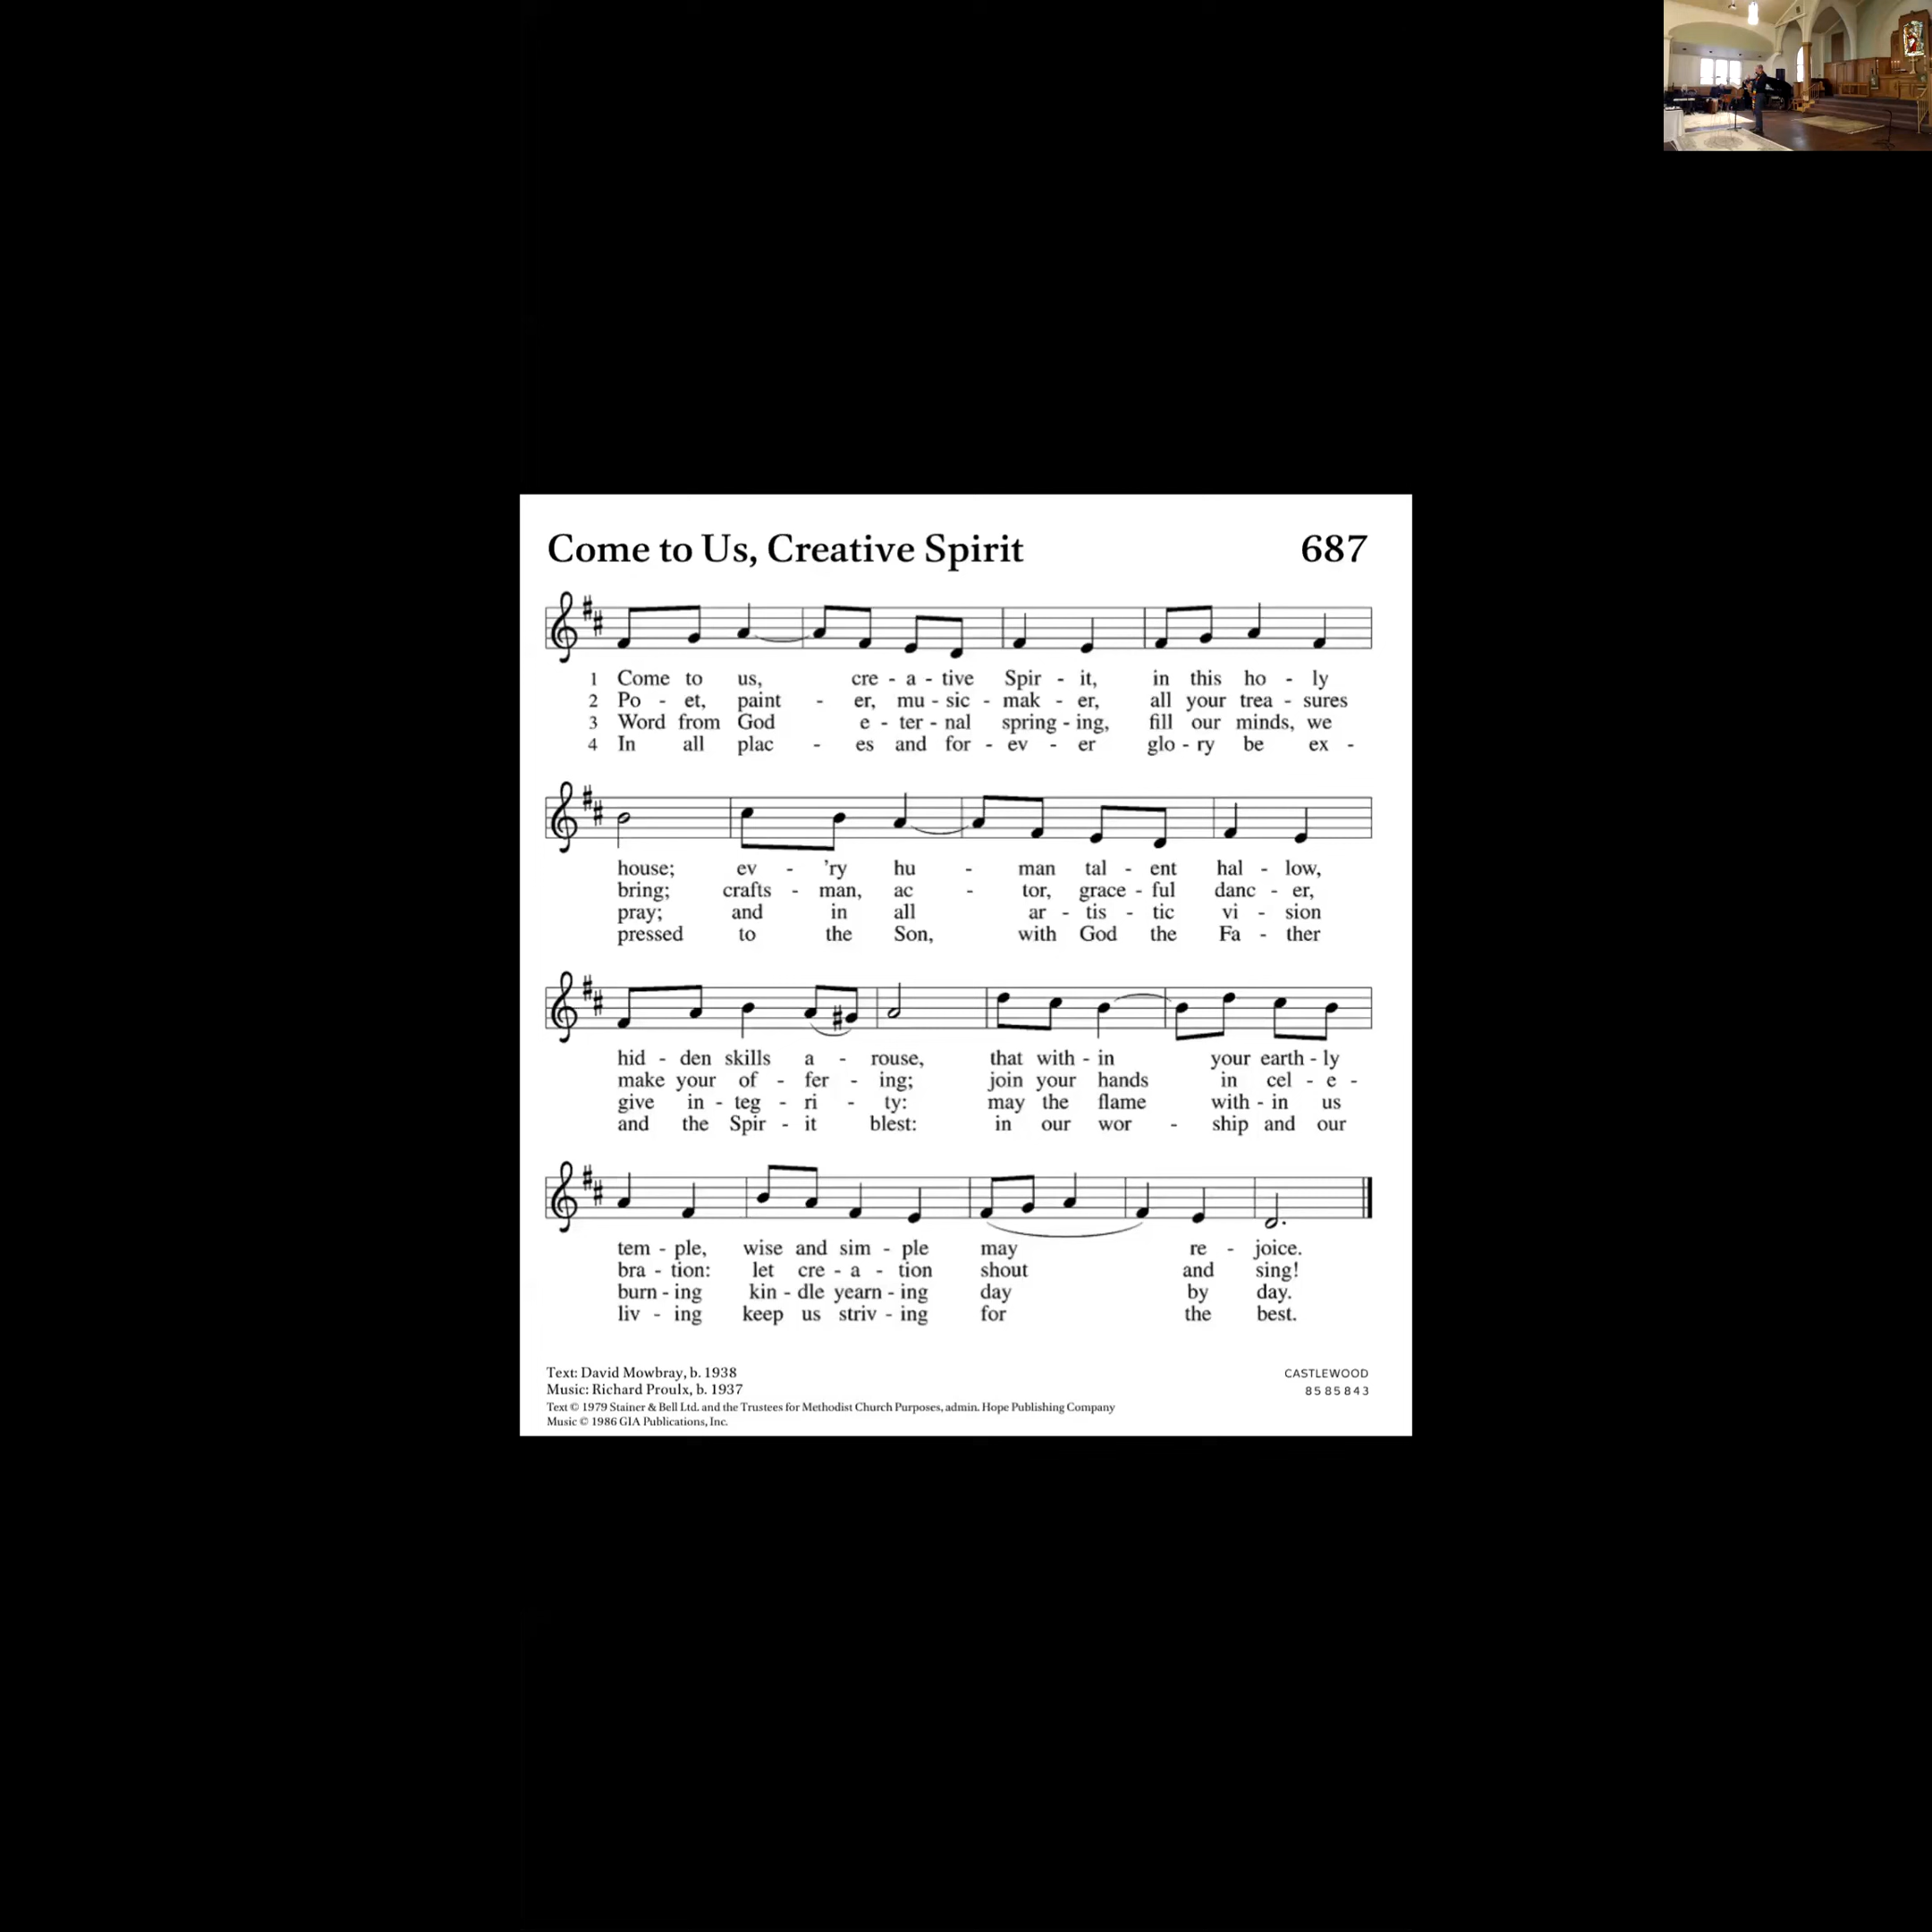 Come to Us, Creative Spirit 687
1 Come to us, cre - a - tive Spir - it, in this ho - ly
2 Po - et, paint - er, mu - sic - mak - er, all your trea - sures
3 Word from God e - ter - nal spring - ing, fill our minds, we
4 In all plac - es and for - ev - er glo - ry be ex -
house; ev - 'ry hu - man tal - ent hal - low,
bring; crafts - man, ac - tor, grace - ful danc - er,
pray; and in all ar - tis - tic vi - sion
pressed to the Son, with God the Fa - ther
hid - den skills a - rouse, that with - in your earth - ly
make your of - fer - ing; join your hands in cel - e -
give in - teg - ri - ty: may the flame with - in us
and the Spir - it blest: in our wor - ship and our
tem - ple, wise and sim - ple may re - joice.
bra - tion: let cre - a - tion shout and sing!
burn - ing kin - dle yearn - ing day by day.
liv - ing keep us striv - ing for the best.
Text: David Mowbray, b. 1938 CASTLEWOOD
Music: Richard Proulx, b. 1937 8 5 8 5 8 4 3
Text © 1979 Stainer & Bell Ltd. and the Trustees for Methodist Church Purposes, admin. Hope Publishing Company
Music © 1986 GIA Publications, Inc.